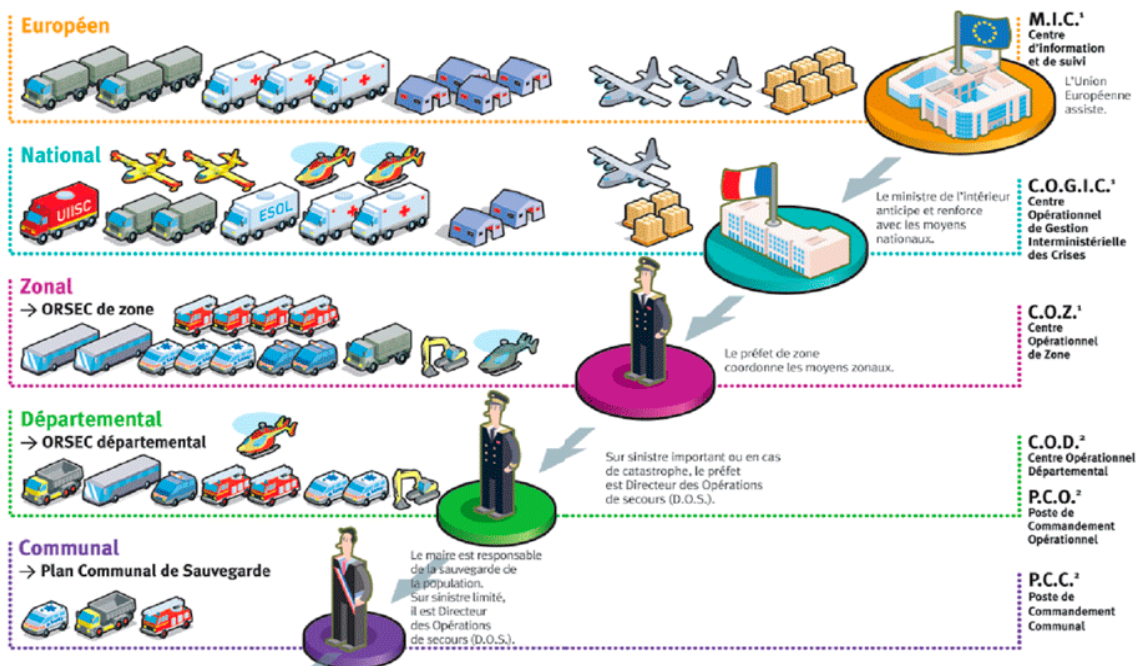 Européen
M.I.C.¹
Centre
d'information
et de suivi
L'Union
Européenne
assiste.
National
UIISC
ESOL
Le ministre de l'intérieur
anticipe et renforce
avec les moyens
nationaux.
C.O.G.I.C.¹
Centre
Opérationnel
de Gestion
Interministérielle
des Crises
Zonal
→ ORSEC de zone
Le préfet de zone
coordonne les moyens zonaux.
C.O.Z.¹
Centre
Opérationnel
de Zone
Départemental
→ ORSEC départemental
Sur sinistre important ou en cas
de catastrophe, le préfet
est Directeur des Opérations
de secours (D.O.S.).
C.O.D.²
Centre Opérationnel
Départemental
P.C.O.²
Poste de
Commandement
Opérationnel
Communal
→ Plan Communal de Sauvegarde
Le maire est responsable
de la sauvegarde de
la population.
Sur sinistre limité,
il est Directeur
des Opérations
de secours (D.O.S.).
P.C.C.²
Poste de
Commandement
Communal